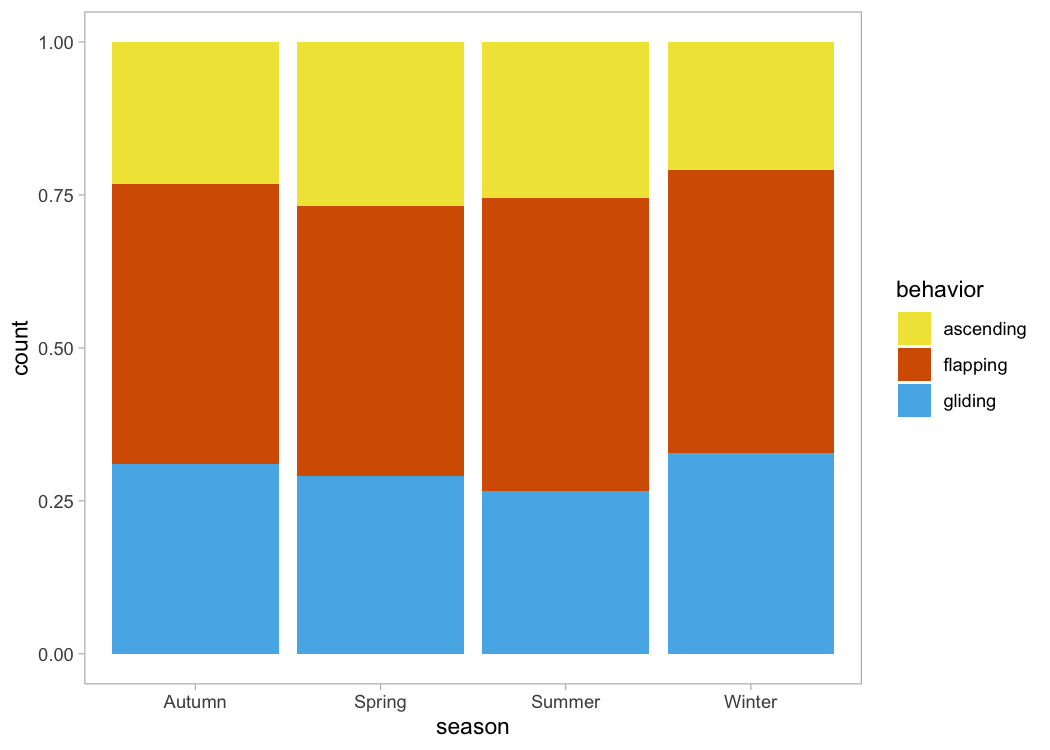 1.00
0.75
0.50
0.25
0.00
count
Autumn Spring Summer Winter
season
behavior
ascending
flapping
gliding